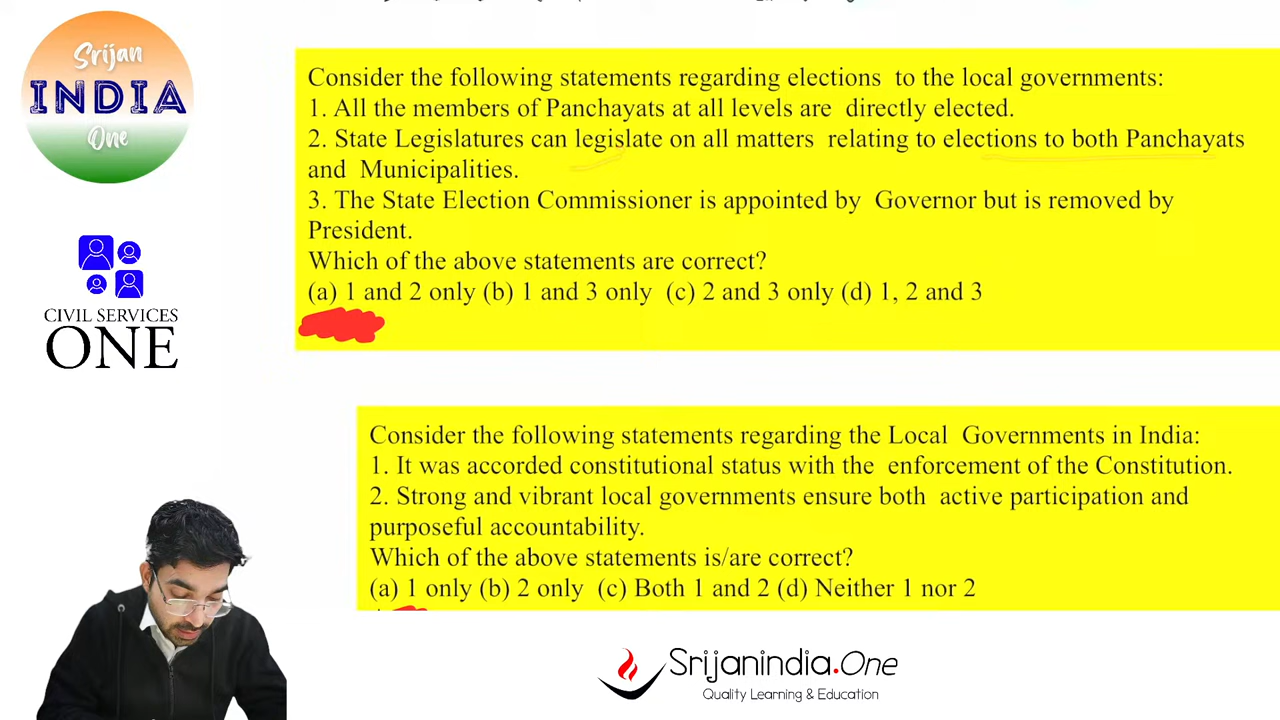 Srijan
INDIA
One
CIVIL SERVICES
ONE
Consider the following statements regarding elections to the local governments:
1. All the members of Panchayats at all levels are directly elected.
2. State Legislatures can legislate on all matters relating to elections to both Panchayats
and Municipalities.
3. The State Election Commissioner is appointed by Governor but is removed by
President.
Which of the above statements are correct?
(a) 1 and 2 only (b) 1 and 3 only (c) 2 and 3 only (d) 1, 2 and 3
Consider the following statements regarding the Local Governments in India:
1. It was accorded constitutional status with the enforcement of the Constitution.
2. Strong and vibrant local governments ensure both active participation and
purposeful accountability.
Which of the above statements is/are correct?
(a) 1 only (b) 2 only (c) Both 1 and 2 (d) Neither 1 nor 2
Srijanindia.One
Quality Learning & Education